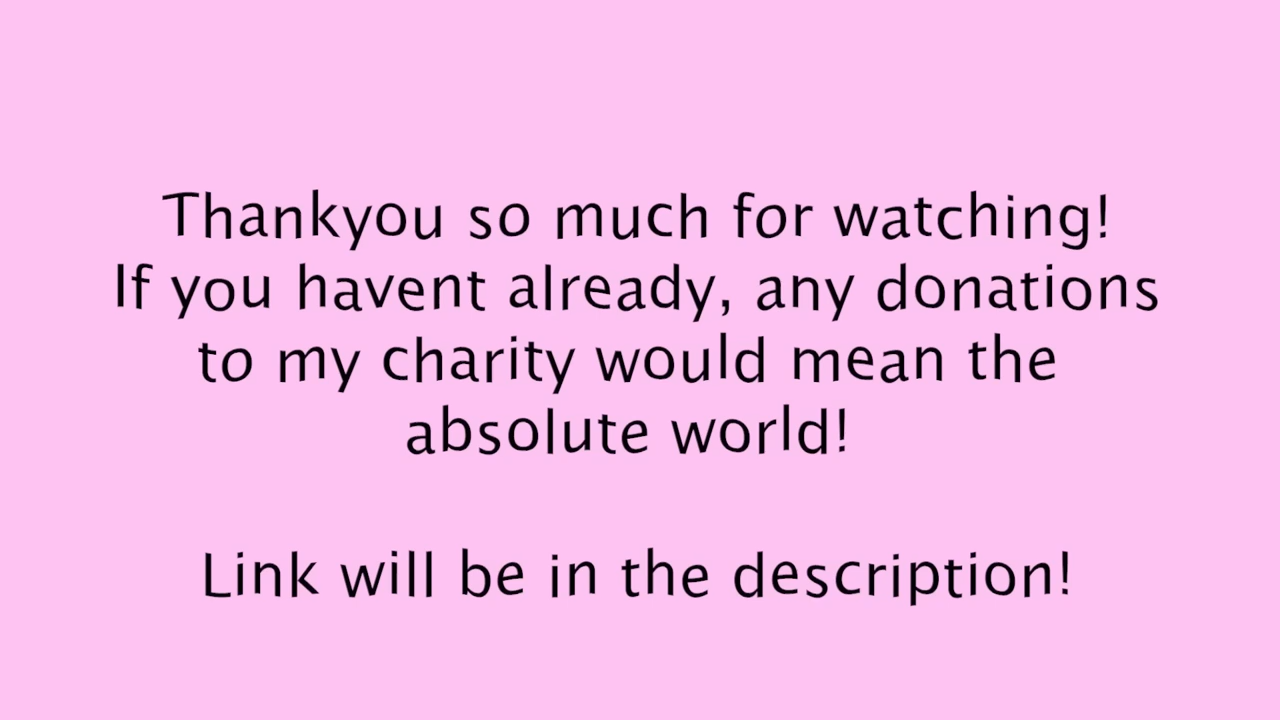 Thankyou so much for watching!
If you havent already, any donations
to my charity would mean the
absolute world!
Link will be in the description!